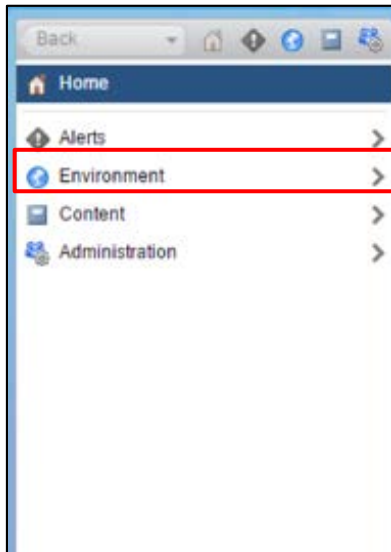 Back
Home
Alerts
Environment
Content
Administration